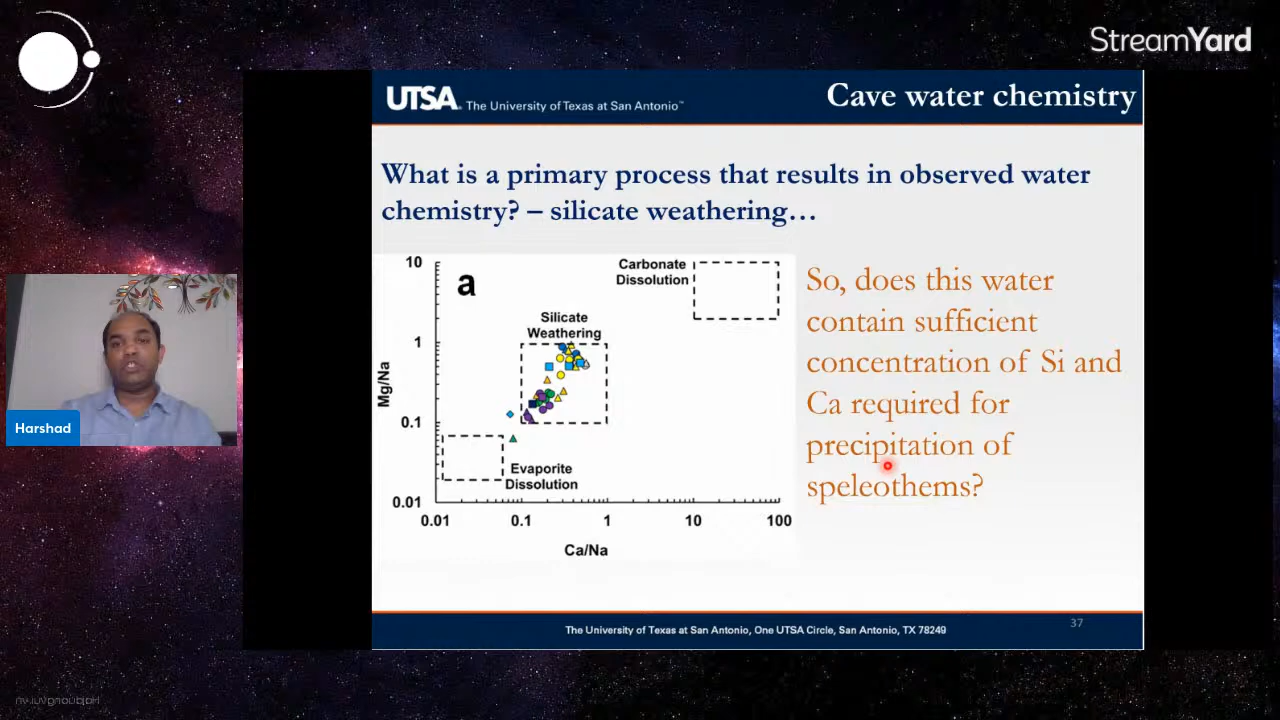 StreamYard
UTSA. The University of Texas at San Antonio™
Cave water chemistry
What is a primary process that results in observed water
chemistry? – silicate weathering…
a
Carbonate
Dissolution
Silicate
Weathering
Evaporite
Dissolution
10
1
0.1
0.01
Mg/Na
0.01 0.1 1 10 100
Ca/Na
So, does this water
contain sufficient
concentration of Si and
Ca required for
precipitation of
speleothems?
Harshad
The University of Texas at San Antonio, One UTSA Circle, San Antonio, TX 78249
37